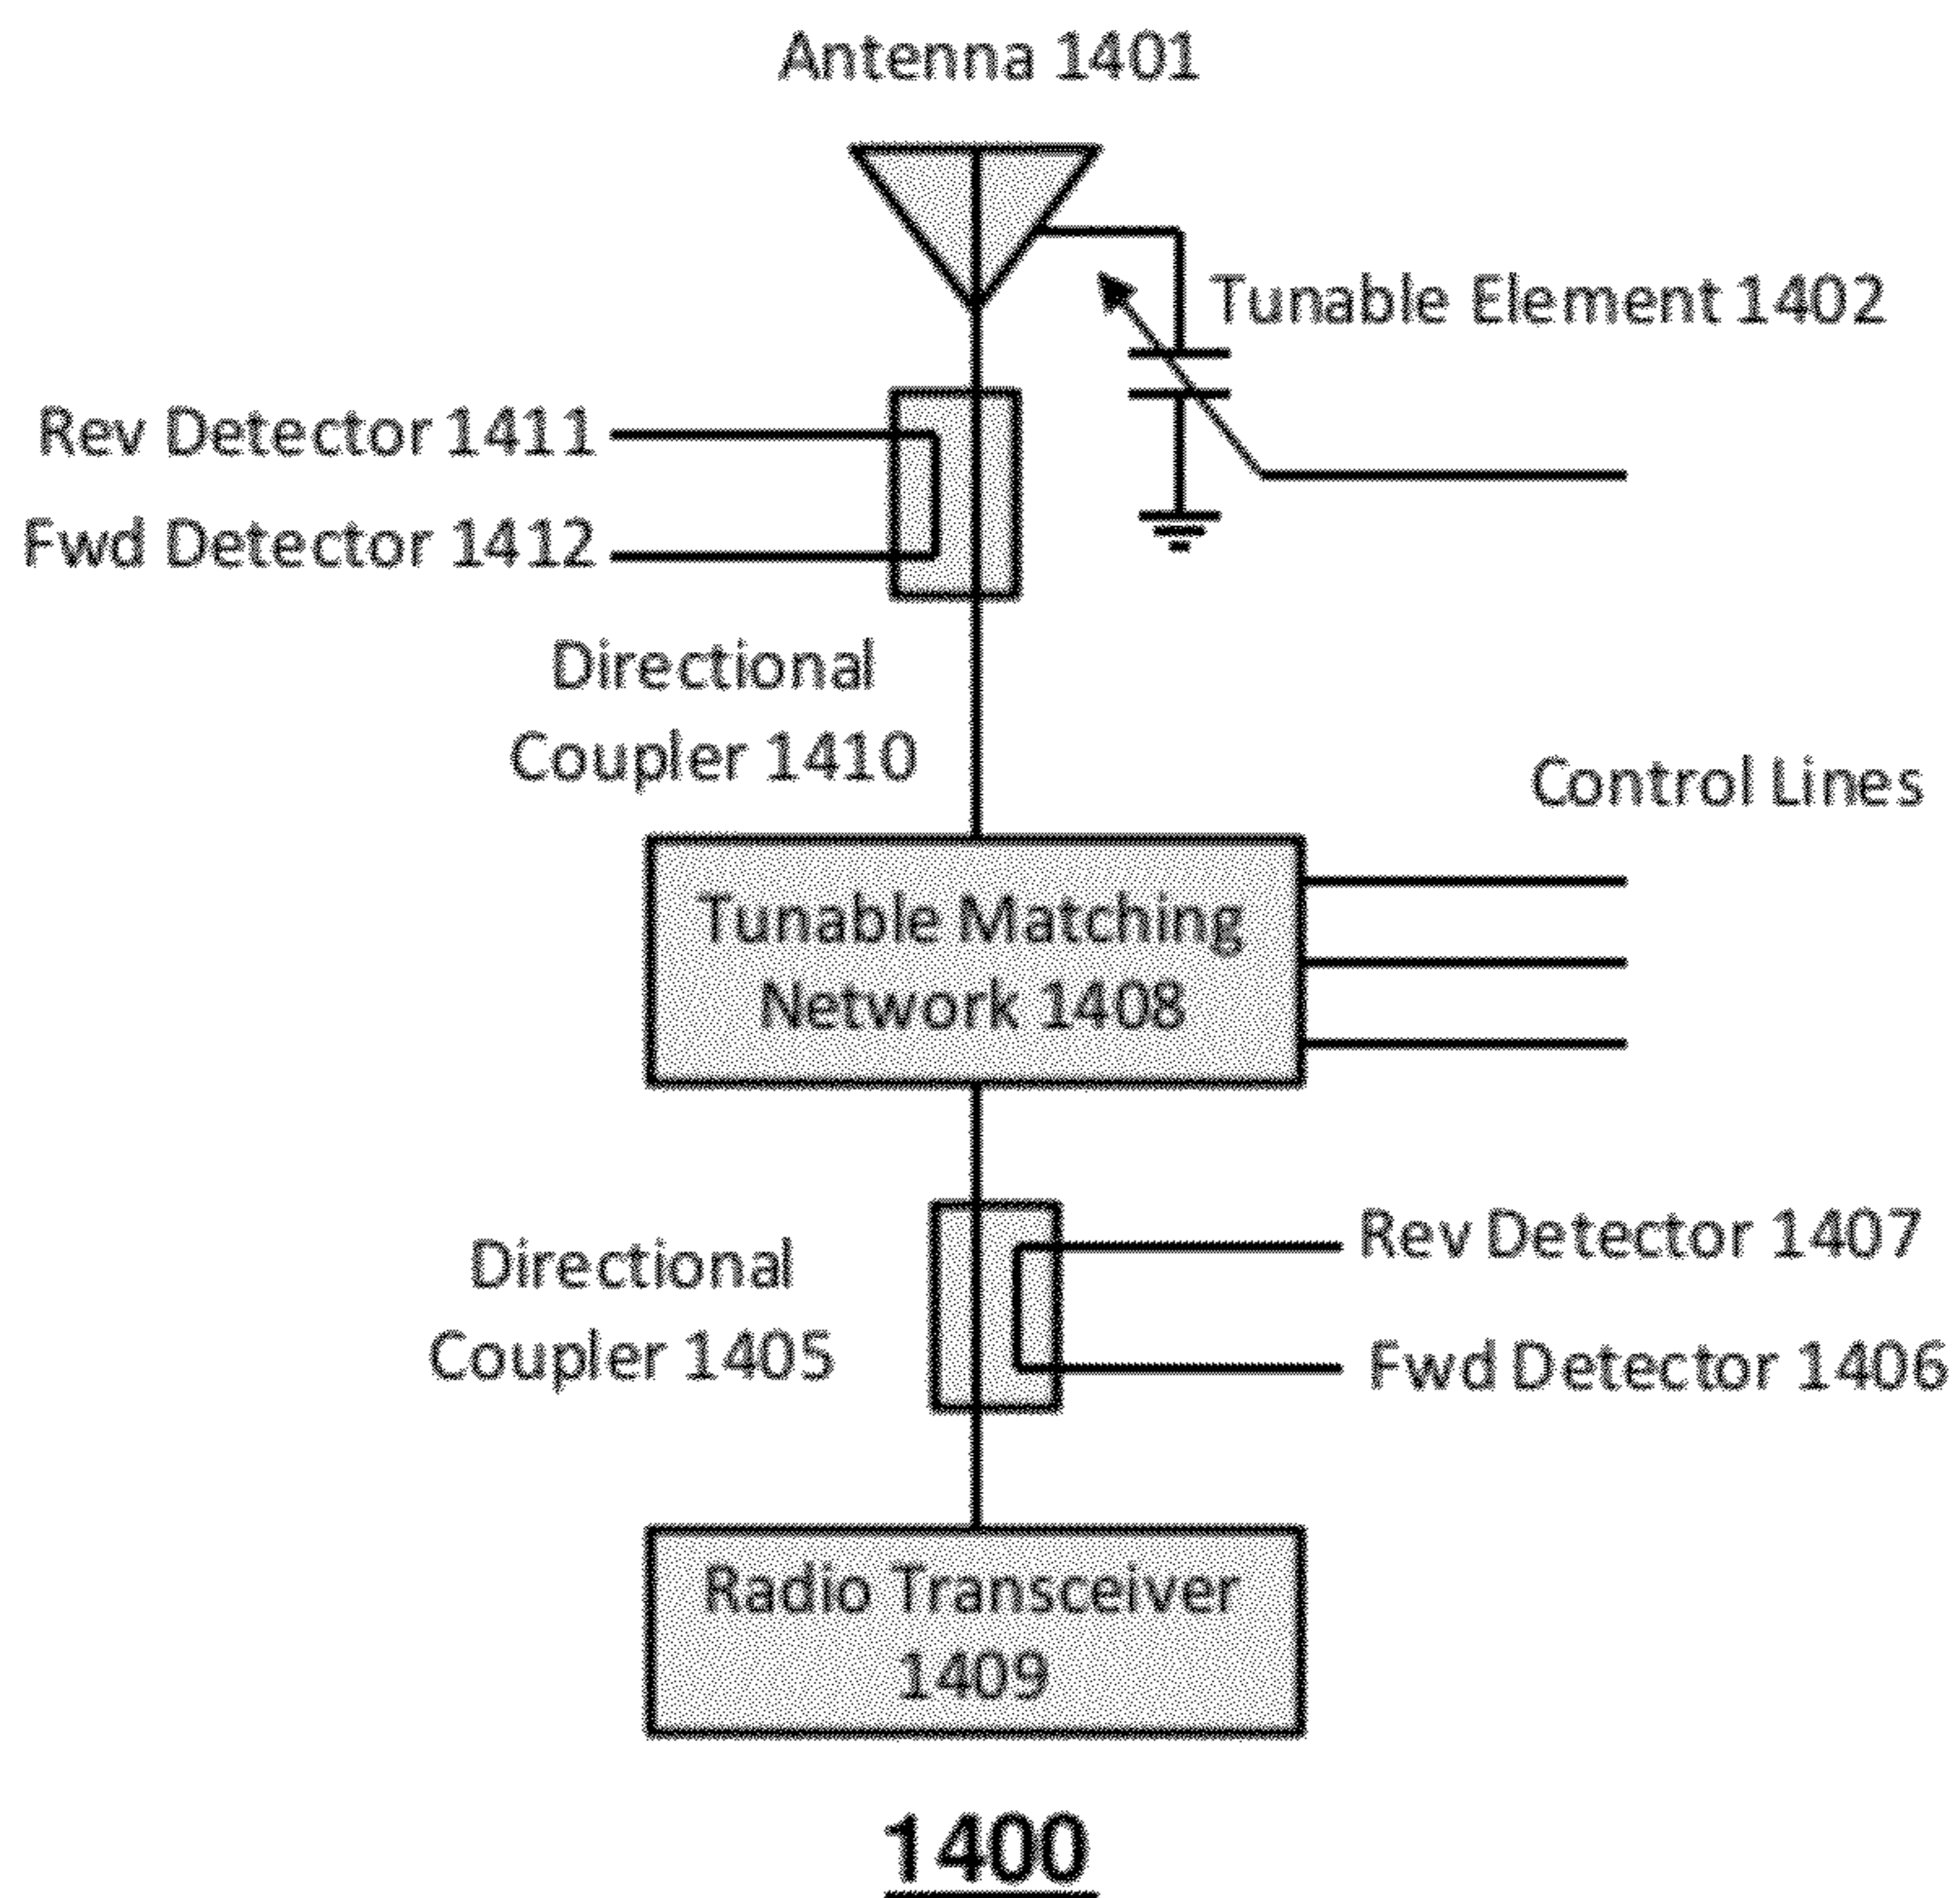 Antenna 1401
Tunable Element 1402
Rev Detector 1411
Fwd Detector 1412
Directional
Coupler 1410
Control Lines
Tunable Matching
Network 1408
Rev Detector 1407
Directional
Coupler 1405
Fwd Detector 1406
Radio Transceiver
1409
1400